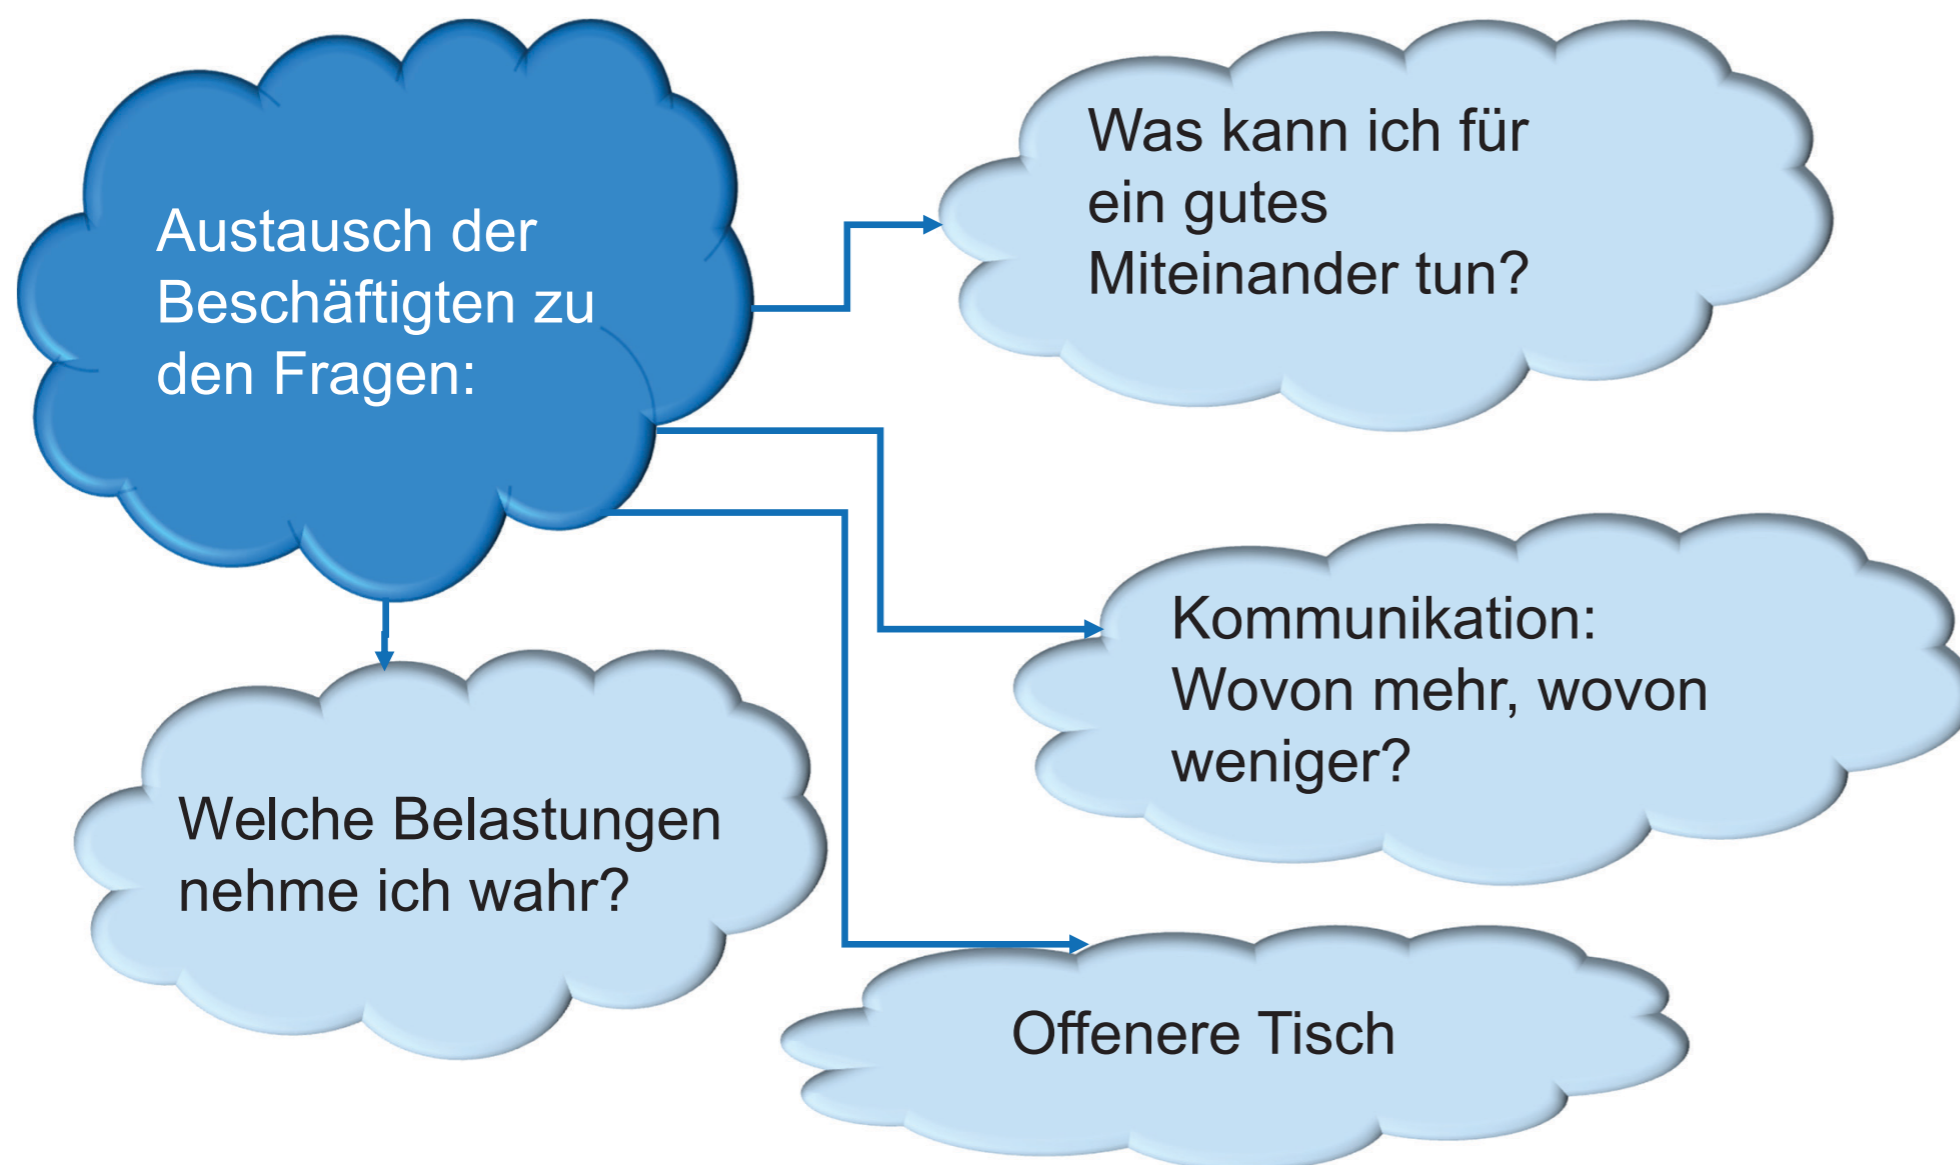 Austausch der
Beschäftigten zu
den Fragen:
Was kann ich für
ein gutes
Miteinander tun?
Kommunikation:
Wovon mehr, wovon
weniger?
Welche Belastungen
nehme ich wahr?
Offenere Tisch